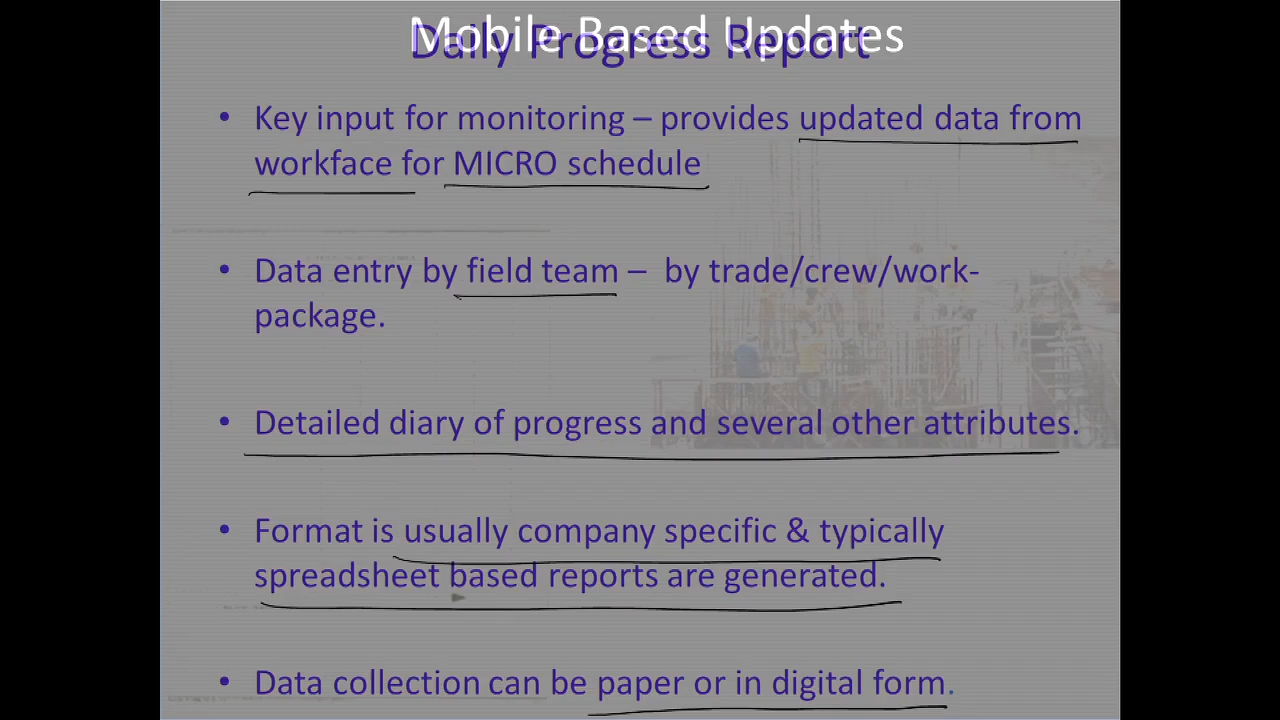 Mobile Based Updates
Daily Progress Report
• Key input for monitoring – provides updated data from
workface for MICRO schedule
• Data entry by field team – by trade/crew/work-
package.
• Detailed diary of progress and several other attributes.
• Format is usually company specific & typically
spreadsheet based reports are generated.
• Data collection can be paper or in digital form.